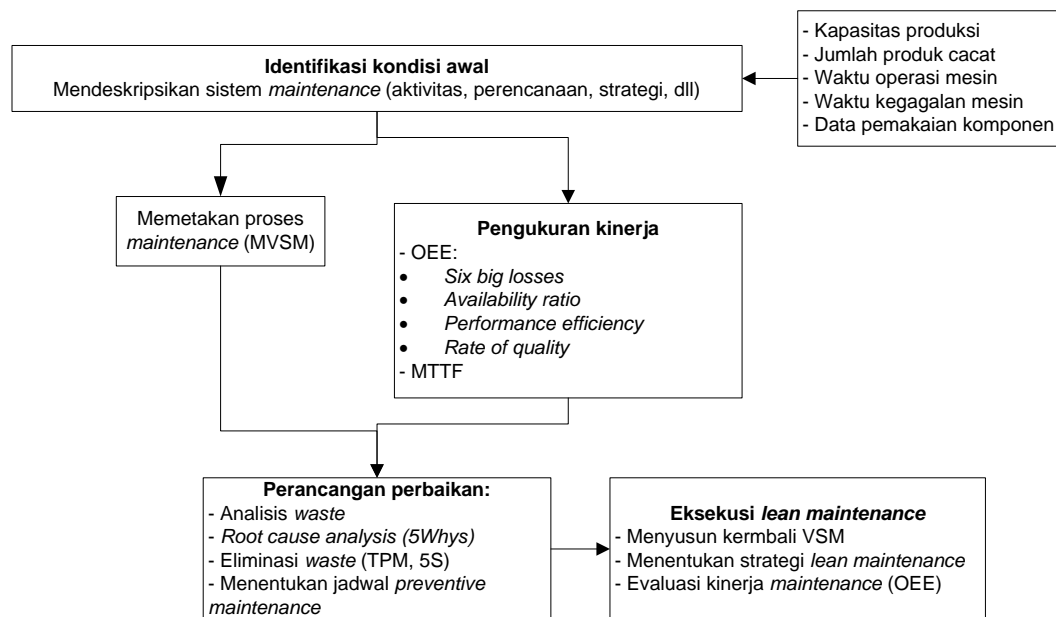 - Kapasitas produksi
- Jumlah produk cacat
- Waktu operasi mesin
- Waktu kegagalan mesin
- Data pemakaian komponen
Identifikasi kondisi awal
Mendeskripsikan sistem maintenance (aktivitas, perencanaan, strategi, dll)
Memetakan proses
maintenance (MVSM)
Pengukuran kinerja
- OEE:
• Six big losses
• Availability ratio
• Performance efficiency
• Rate of quality
- MTTF
Perancangan perbaikan:
- Analisis waste
- Root cause analysis (5Whys)
- Eliminasi waste (TPM, 5S)
- Menentukan jadwal preventive
maintenance
Eksekusi lean maintenance
- Menyusun kermbali VSM
- Menentukan strategi lean maintenance
- Evaluasi kinerja maintenance (OEE)